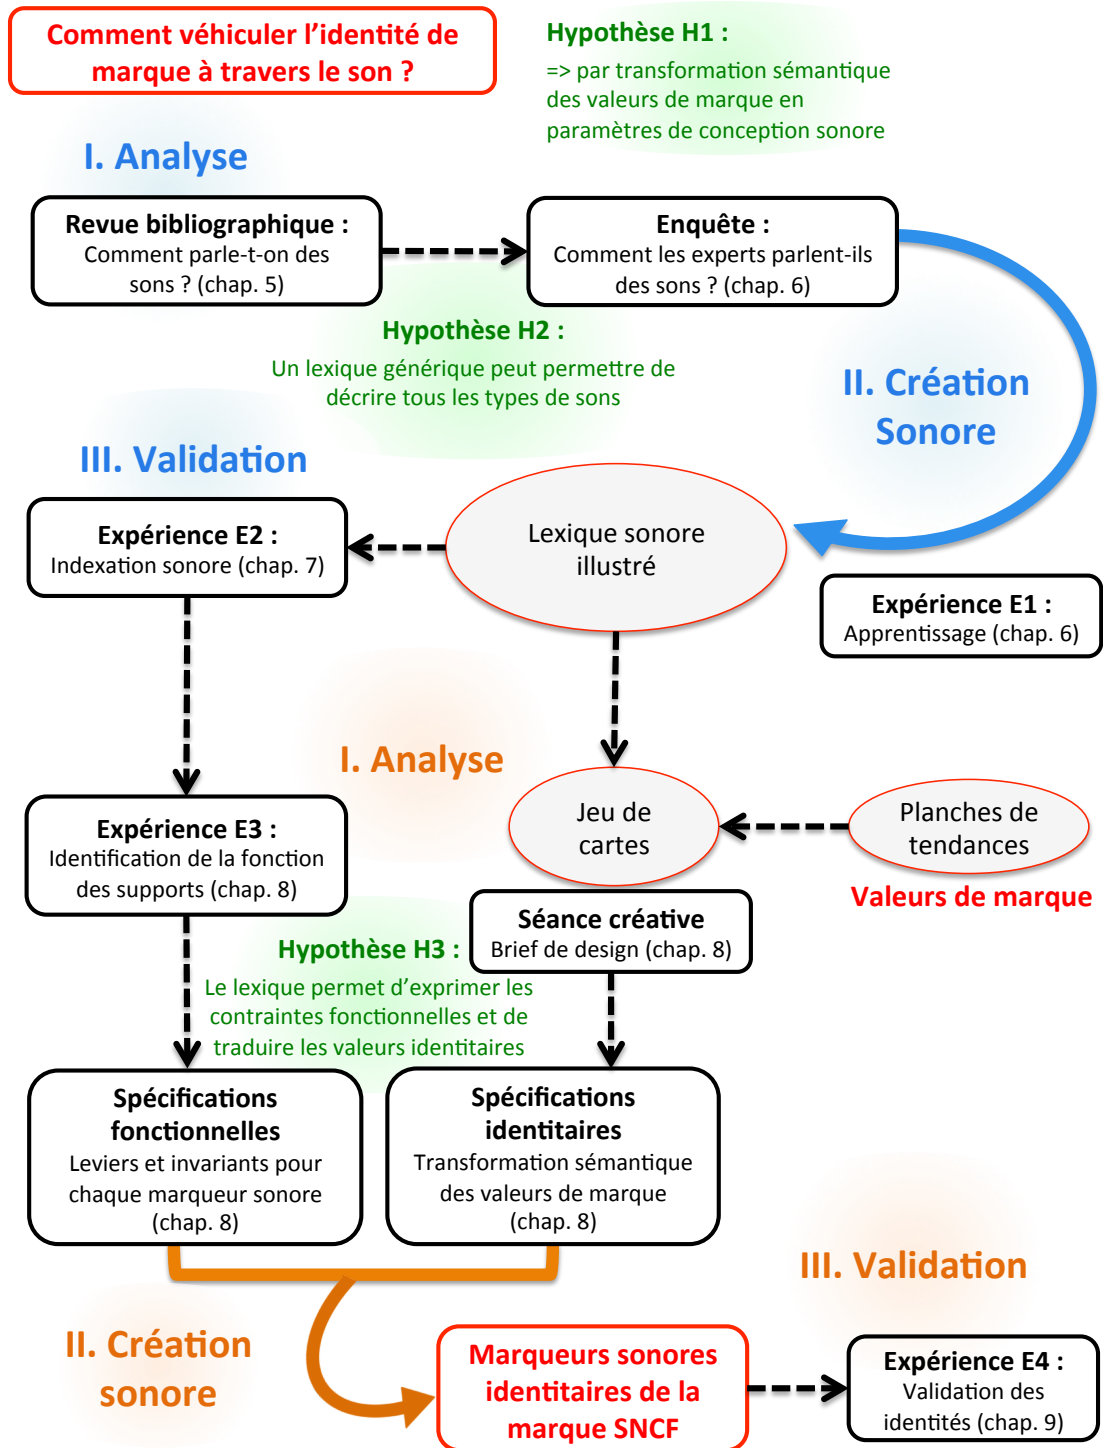 Comment véhiculer l’identité de
marque à travers le son ?
Hypothèse H1 :
=> par transformation sémantique
des valeurs de marque en
paramètres de conception sonore
I. Analyse
Revue bibliographique :
Comment parle-t-on des
sons ? (chap. 5)
Enquête :
Comment les experts parlent-ils
des sons ? (chap. 6)
Hypothèse H2 :
Un lexique générique peut permettre de
décrire tous les types de sons
II. Création
Sonore
III. Validation
Expérience E2 :
Indexation sonore (chap. 7)
Lexique sonore
illustré
Expérience E1 :
Apprentissage (chap. 6)
I. Analyse
Expérience E3 :
Identification de la fonction
des supports (chap. 8)
Jeu de
cartes
Planches de
tendances
Valeurs de marque
Séance créative
Brief de design (chap. 8)
Hypothèse H3 :
Le lexique permet d’exprimer les
contraintes fonctionnelles et de
traduire les valeurs identitaires
Spécifications
fonctionnelles
Leviers et invariants pour
chaque marqueur sonore
(chap. 8)
Spécifications
identitaires
Transformation sémantique
des valeurs de marque
(chap. 8)
III. Validation
II. Création
sonore
Marqueurs sonores
identitaires de la
marque SNCF
Expérience E4 :
Validation des
identités (chap. 9)